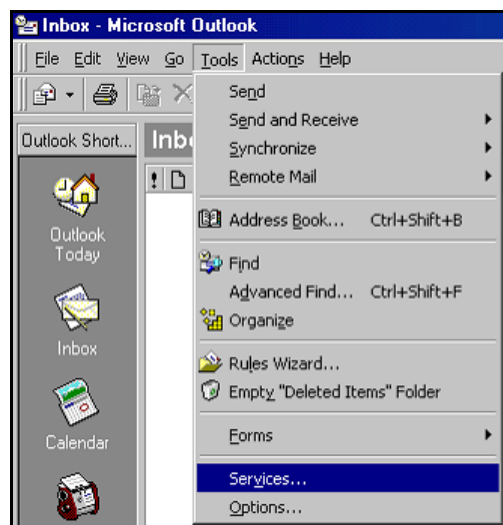 Inbox - Microsoft Outlook
File Edit View Go Tools Actions Help
Outlook Short...
Outlook
Today
Inbox
Calendar
Send
Send and Receive
Synchronize
Remote Mail
Address Book... Ctrl+Shift+B
Find
Advanced Find... Ctrl+Shift+F
Organize
Rules Wizard...
Empty "Deleted Items" Folder
Forms
Services...
Options...